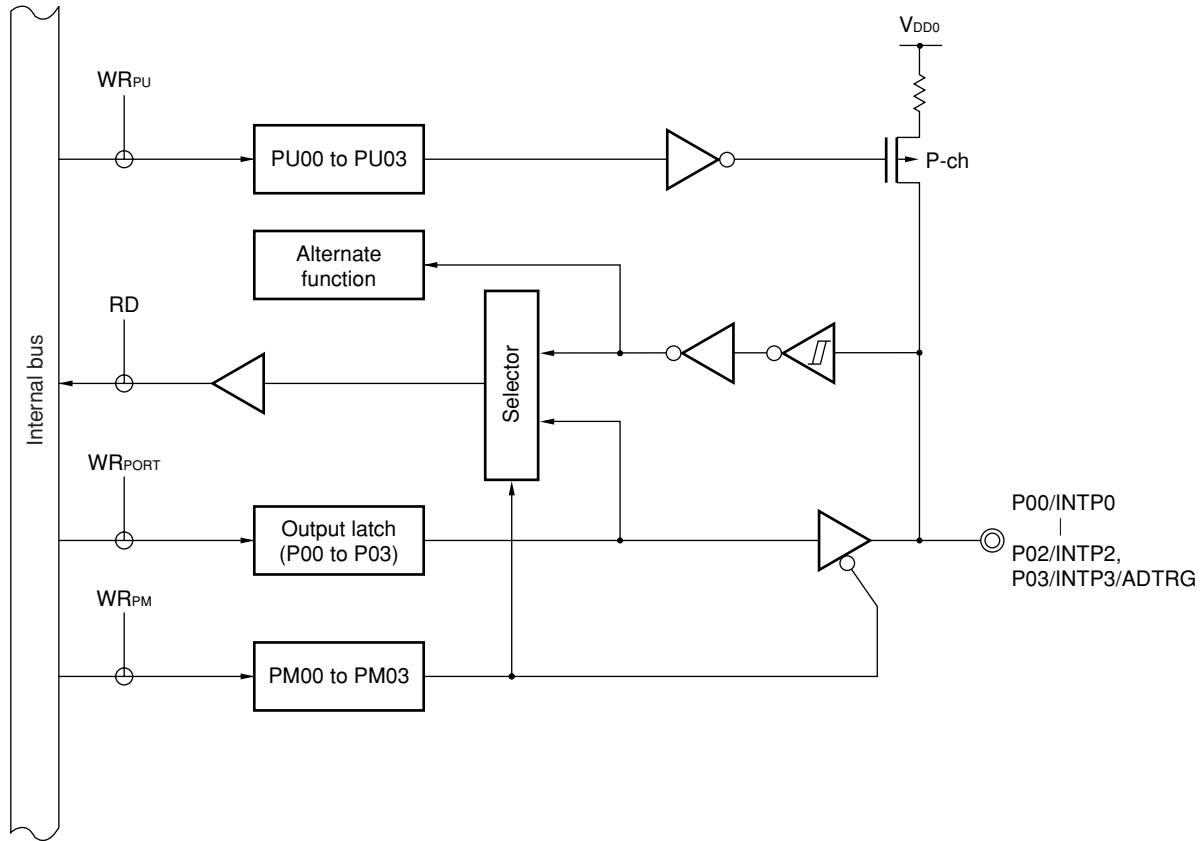 VDD0
WRPU
PU00 to PU03
P-ch
Alternate
function
RD
Selector
Internal bus
WRPORT
Output latch
(P00 to P03)
P00/INTP0
P02/INTP2,
P03/INTP3/ADTRG
WRPM
PM00 to PM03